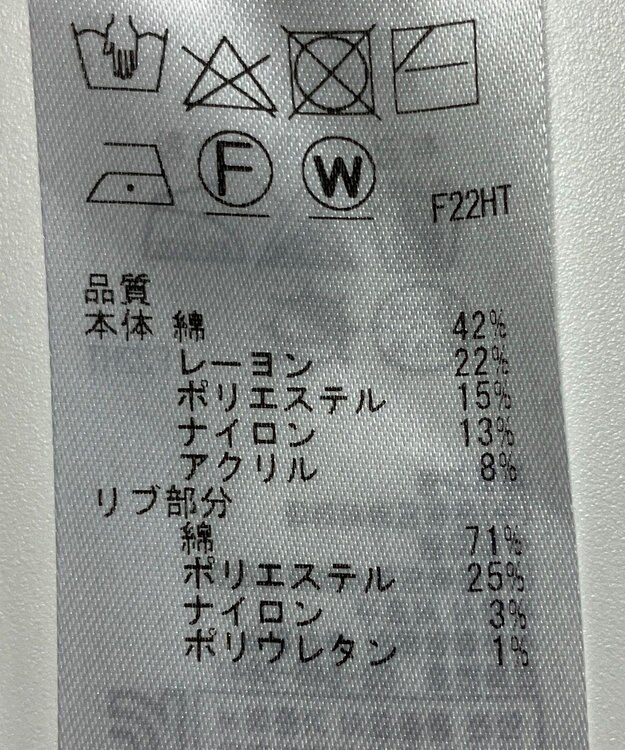 F W F22HT
品質
本体 綿 42%
レーヨン 22%
ポリエステル 15%
ナイロン 13%
アクリル 8%
リブ部分
綿 71%
ポリエステル 25%
ナイロン 3%
ポリウレタン 1%